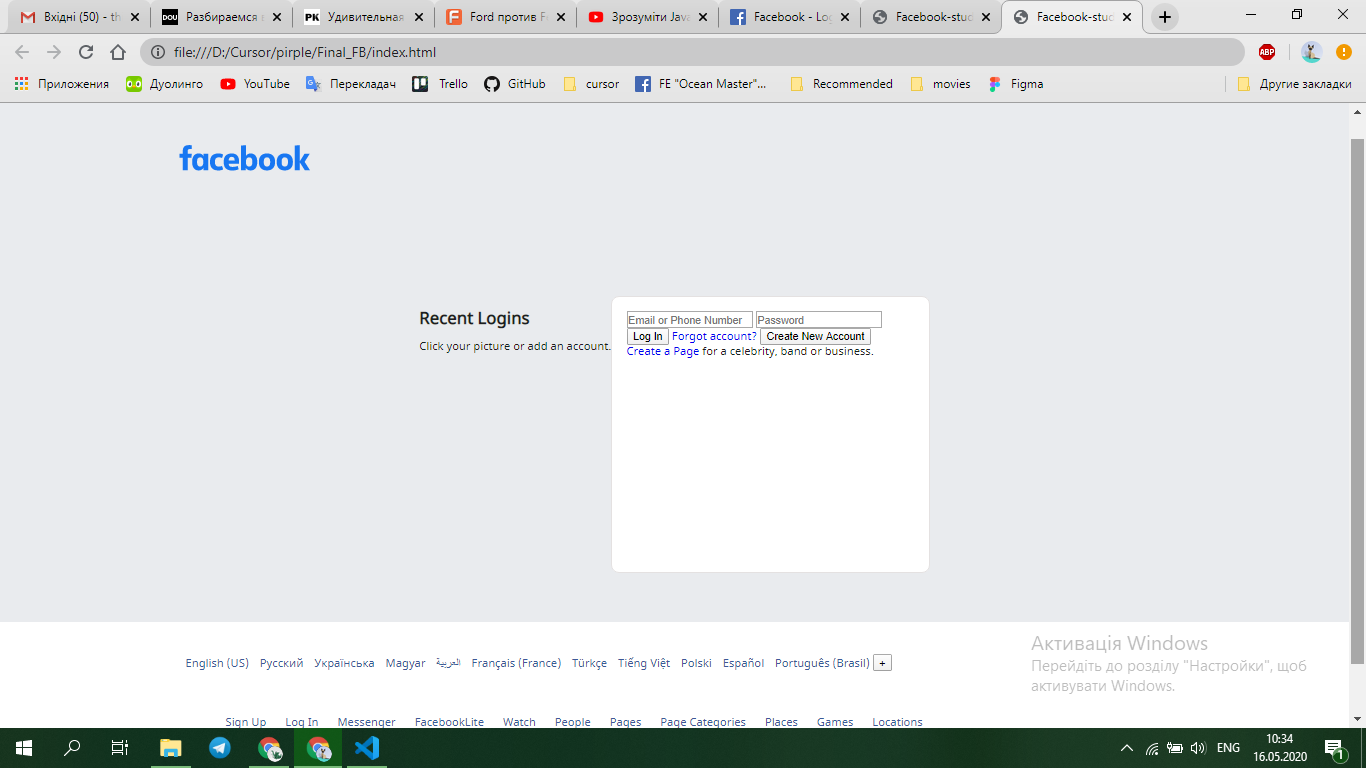 Вхідні (50) - th
Разбираемся
Удивительная
Ford против F
Зрозуміти Java
Facebook - Log
Facebook-stud
Facebook-stud
file:///D:/Cursor/pirple/Final_FB/index.html
ABP
Приложения
Дуолинго
YouTube
Перекладач
Trello
GitHub
cursor
FE "Ocean Master"...
Recommended
movies
Figma
Другие закладки
facebook
Recent Logins
Click your picture or add an account.
Email or Phone Number Password
Log In Forgot account? Create New Account
Create a Page for a celebrity, band or business.
English (US) Русский Українська Magyar العربية Français (France) Türkçe Tiếng Việt Polski Español Português (Brasil) +
Активація Windows
Перейдіть до розділу "Настройки", щоб
активувати Windows.
Sign Up Log In Messenger FacebookLite Watch People Pages Page Categories Places Games Locations
ENG
10:34
16.05.2020
1